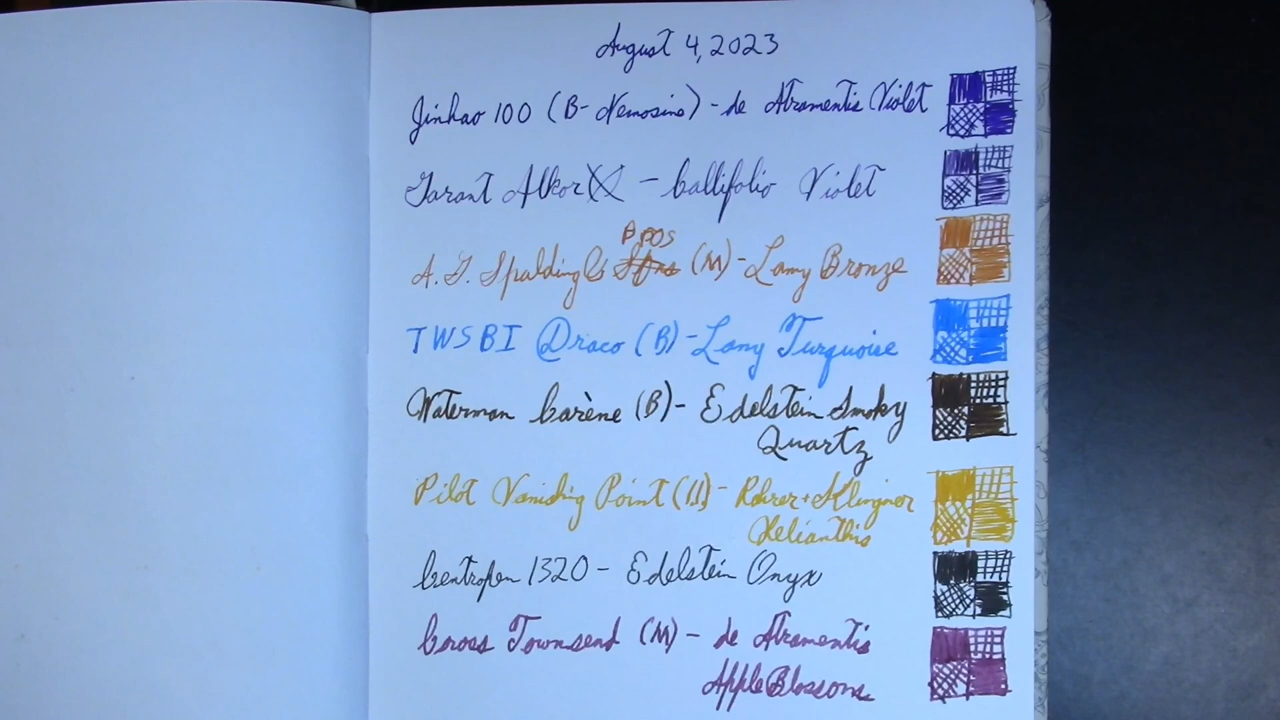 August 4, 2023
Jinhao 100 (B- Nemosine) - de Atramentis Violet
Garant Alkor - Callifolio Violet
BROS
A. G. Spalding & (M) - Lamy Bronze
TWSBI Draco (B) - Lamy Turquoise
Waterman Carène (B) - Edelstein Smoky
Quartz
Pilot Vanishing Point (1.1) - Rohrer + Klingner
Helianthis
Centropen 1320 - Edelstein Onyx
Cross Townsend (M) - de Atramentis
Apple Blossoms